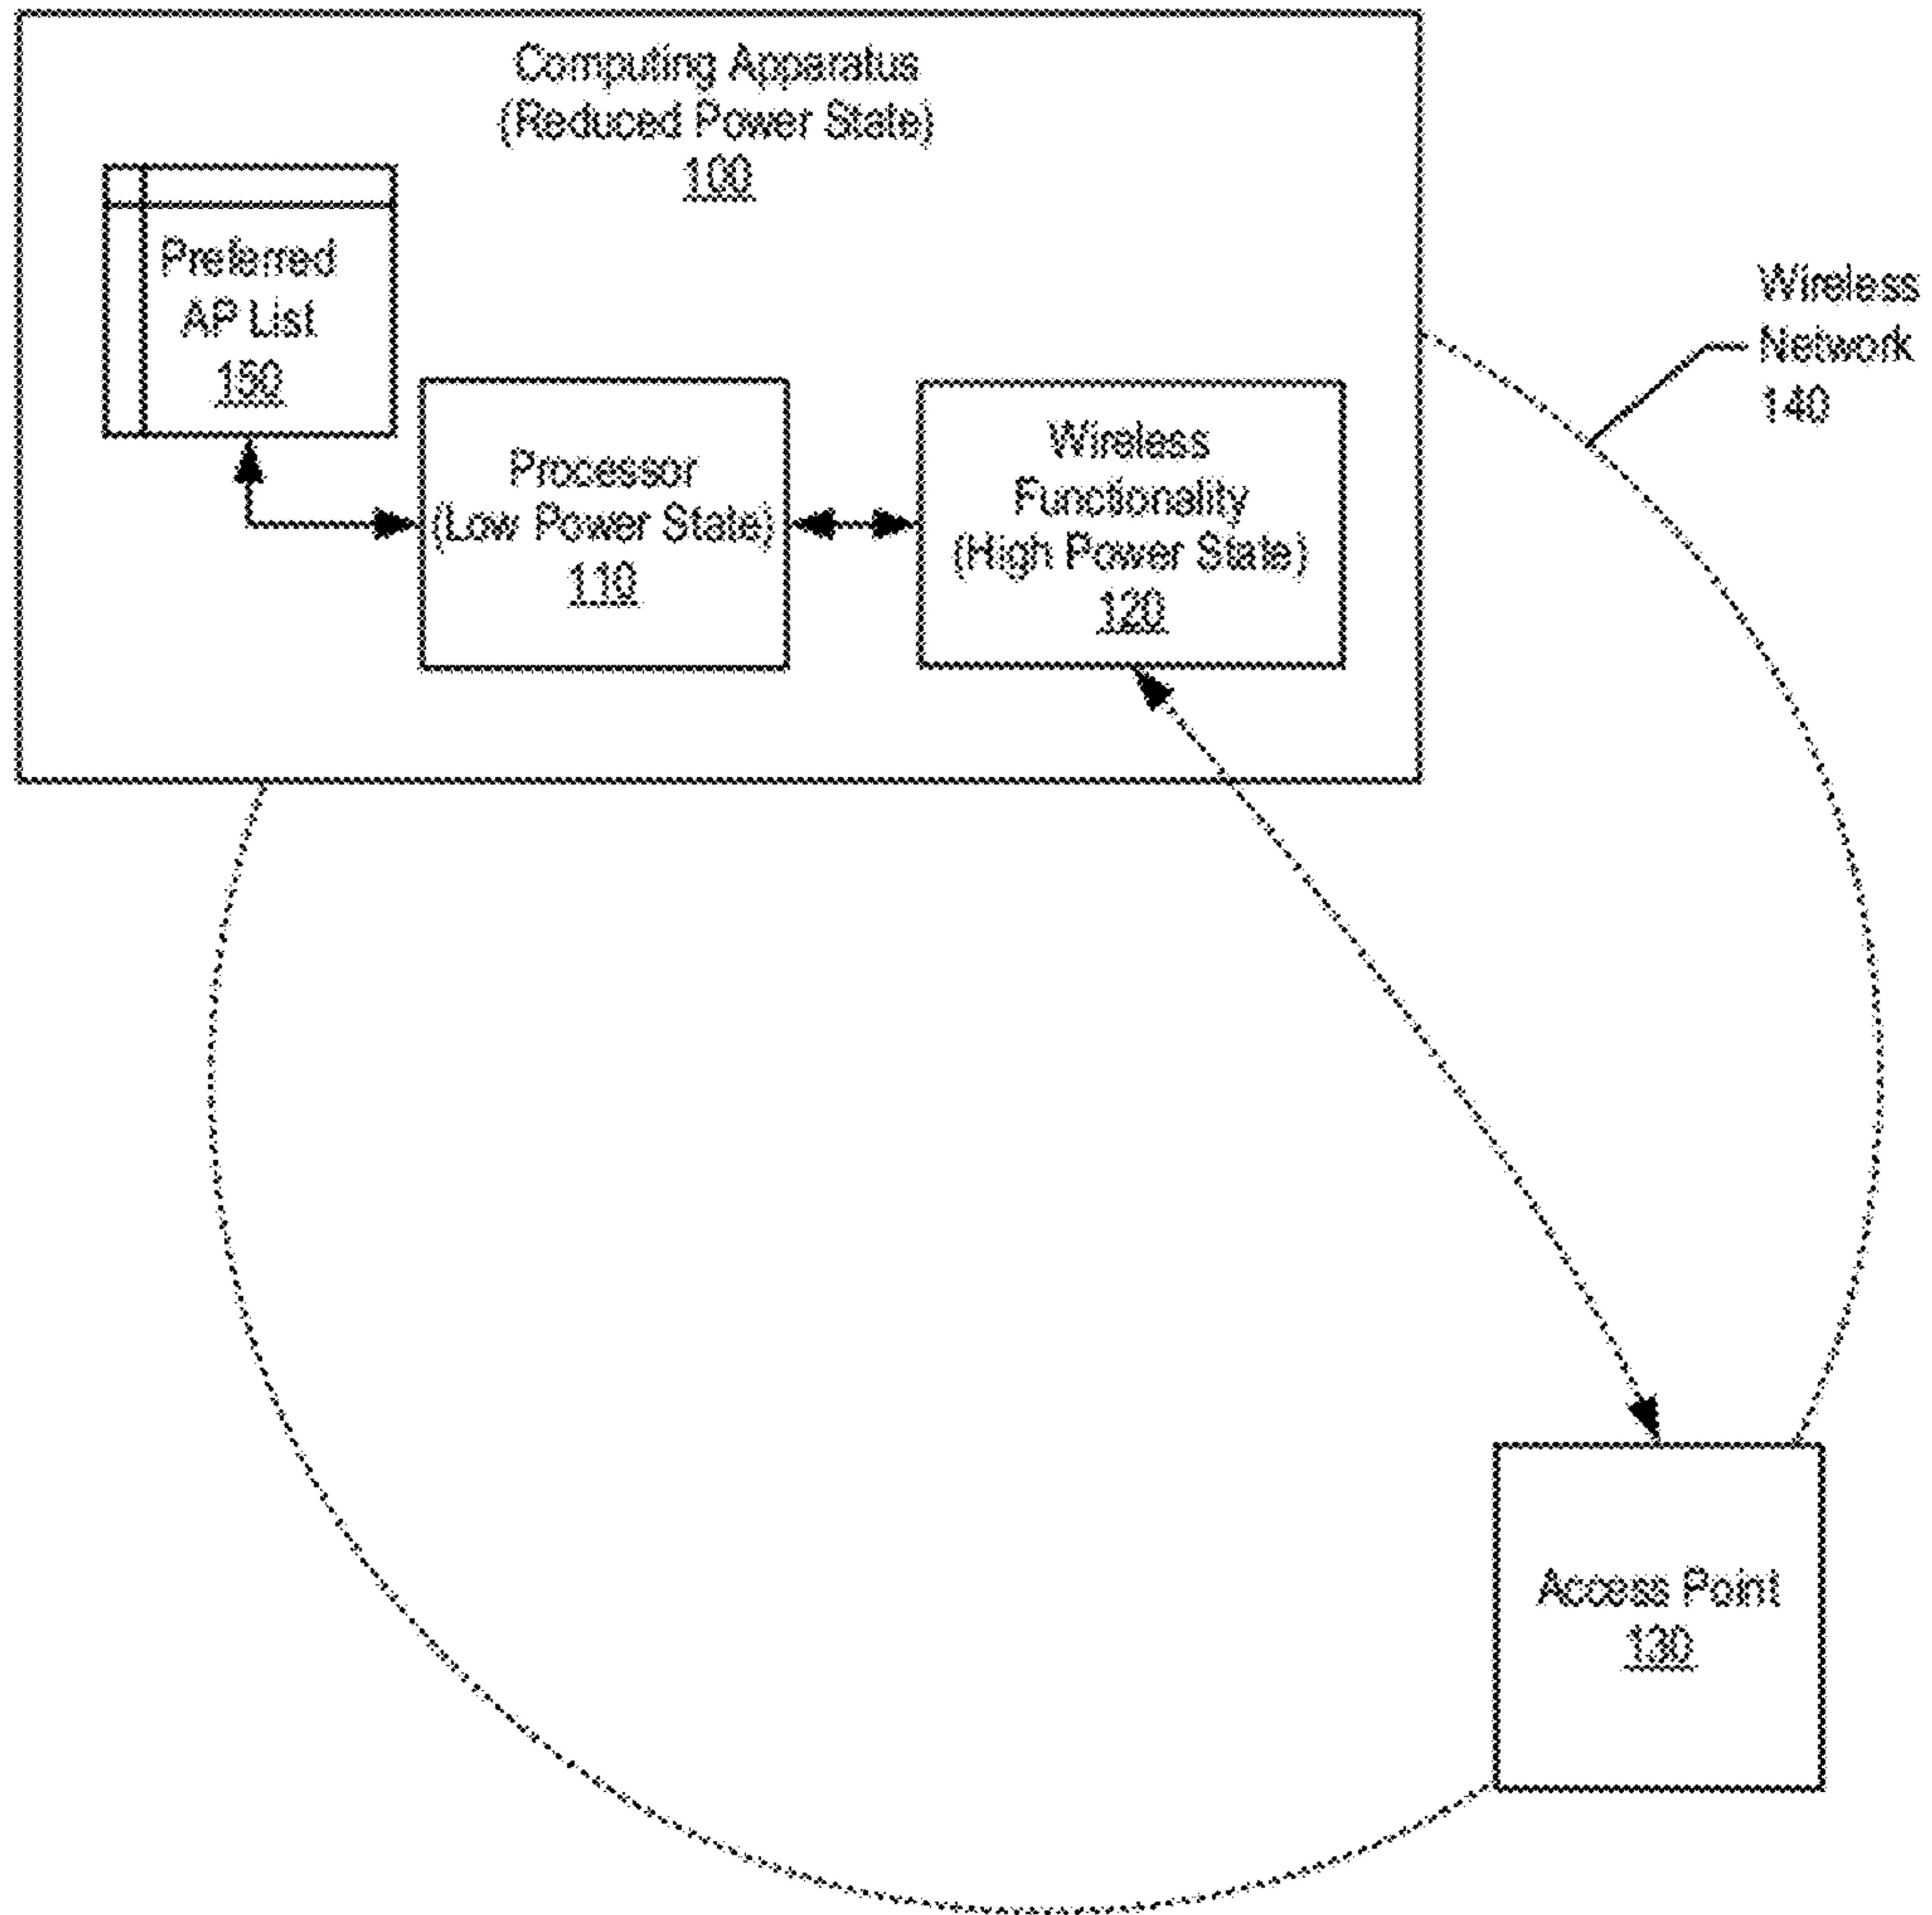 Computing Apparatus
(Reduced Power State)
100
Preferred
AP List
150
Processor
(Low Power State)
110
Wireless
Functionality
(High Power State)
120
Wireless
Network
140
Access Point
130